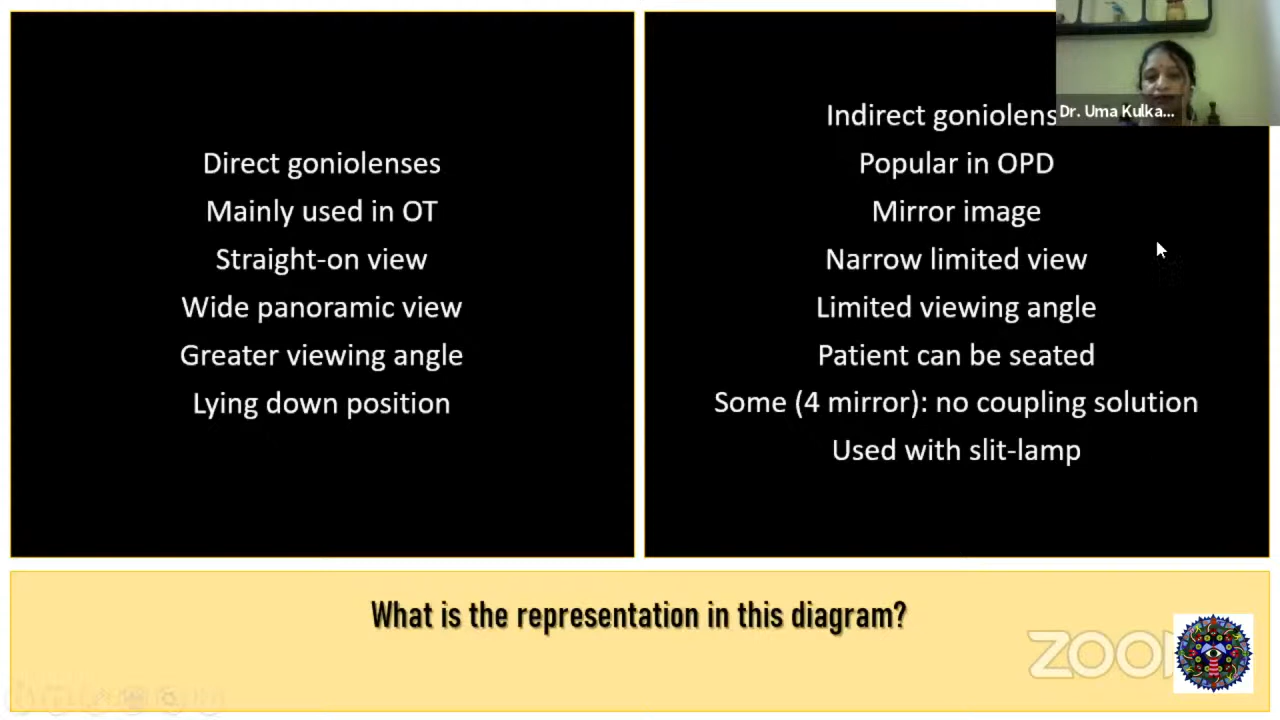 Direct goniolenses
Mainly used in OT
Straight-on view
Wide panoramic view
Greater viewing angle
Lying down position
Indirect goniolens
Popular in OPD
Mirror image
Narrow limited view
Limited viewing angle
Patient can be seated
Some (4 mirror): no coupling solution
Used with slit-lamp
Dr. Uma Kulka...
What is the representation in this diagram?
ZOO